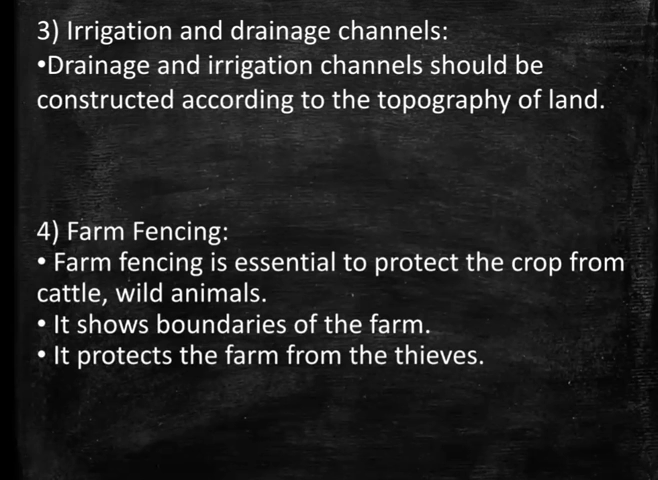 3) Irrigation and drainage channels:
•Drainage and irrigation channels should be
constructed according to the topography of land.
4) Farm Fencing:
• Farm fencing is essential to protect the crop from
cattle, wild animals.
• It shows boundaries of the farm.
• It protects the farm from the thieves.